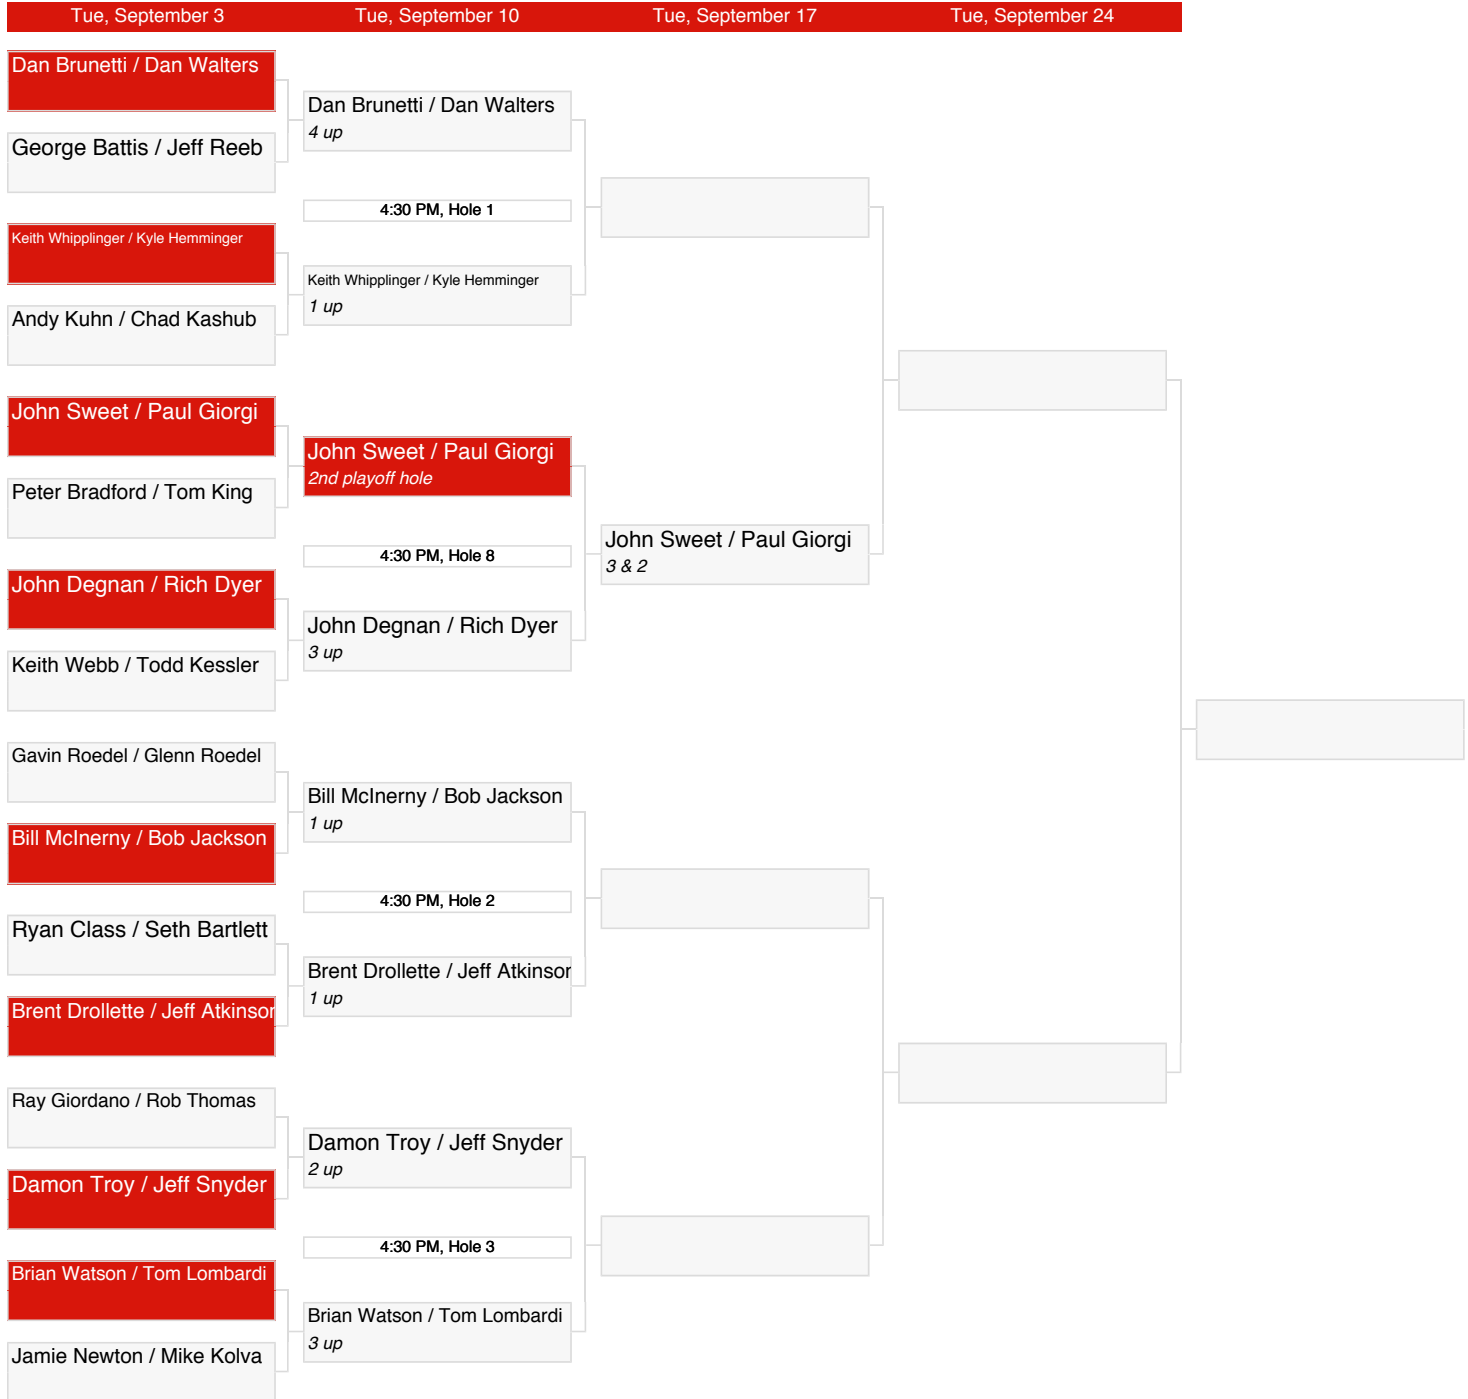 Tue, September 3
Tue, September 10
Tue, September 17
Tue, September 24
Dan Brunetti / Dan Walters
George Battis / Jeff Reeb
Keith Whipplinger / Kyle Hemminger
Andy Kuhn / Chad Kashub
John Sweet / Paul Giorgi
Peter Bradford / Tom King
John Degnan / Rich Dyer
Keith Webb / Todd Kessler
Gavin Roedel / Glenn Roedel
Bill McInerny / Bob Jackson
Ryan Class / Seth Bartlett
Brent Drollette / Jeff Atkinson
Ray Giordano / Rob Thomas
Damon Troy / Jeff Snyder
Brian Watson / Tom Lombardi
Jamie Newton / Mike Kolva
Dan Brunetti / Dan Walters
4 up
4:30 PM, Hole 1
Keith Whipplinger / Kyle Hemminger
1 up
John Sweet / Paul Giorgi
2nd playoff hole
4:30 PM, Hole 8
John Degnan / Rich Dyer
3 up
Bill McInerny / Bob Jackson
1 up
4:30 PM, Hole 2
Brent Drollette / Jeff Atkinson
1 up
Damon Troy / Jeff Snyder
2 up
4:30 PM, Hole 3
Brian Watson / Tom Lombardi
3 up
John Sweet / Paul Giorgi
3 & 2